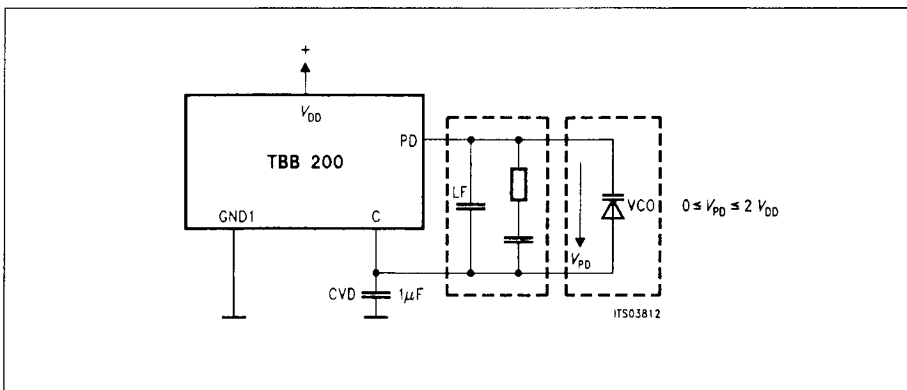 +
V_DD
PD
TBB 200
GND1
C
LF
VCO
0 ≤ V_PD ≤ 2 V_DD
V_PD
CVD
1μF
ITS03812